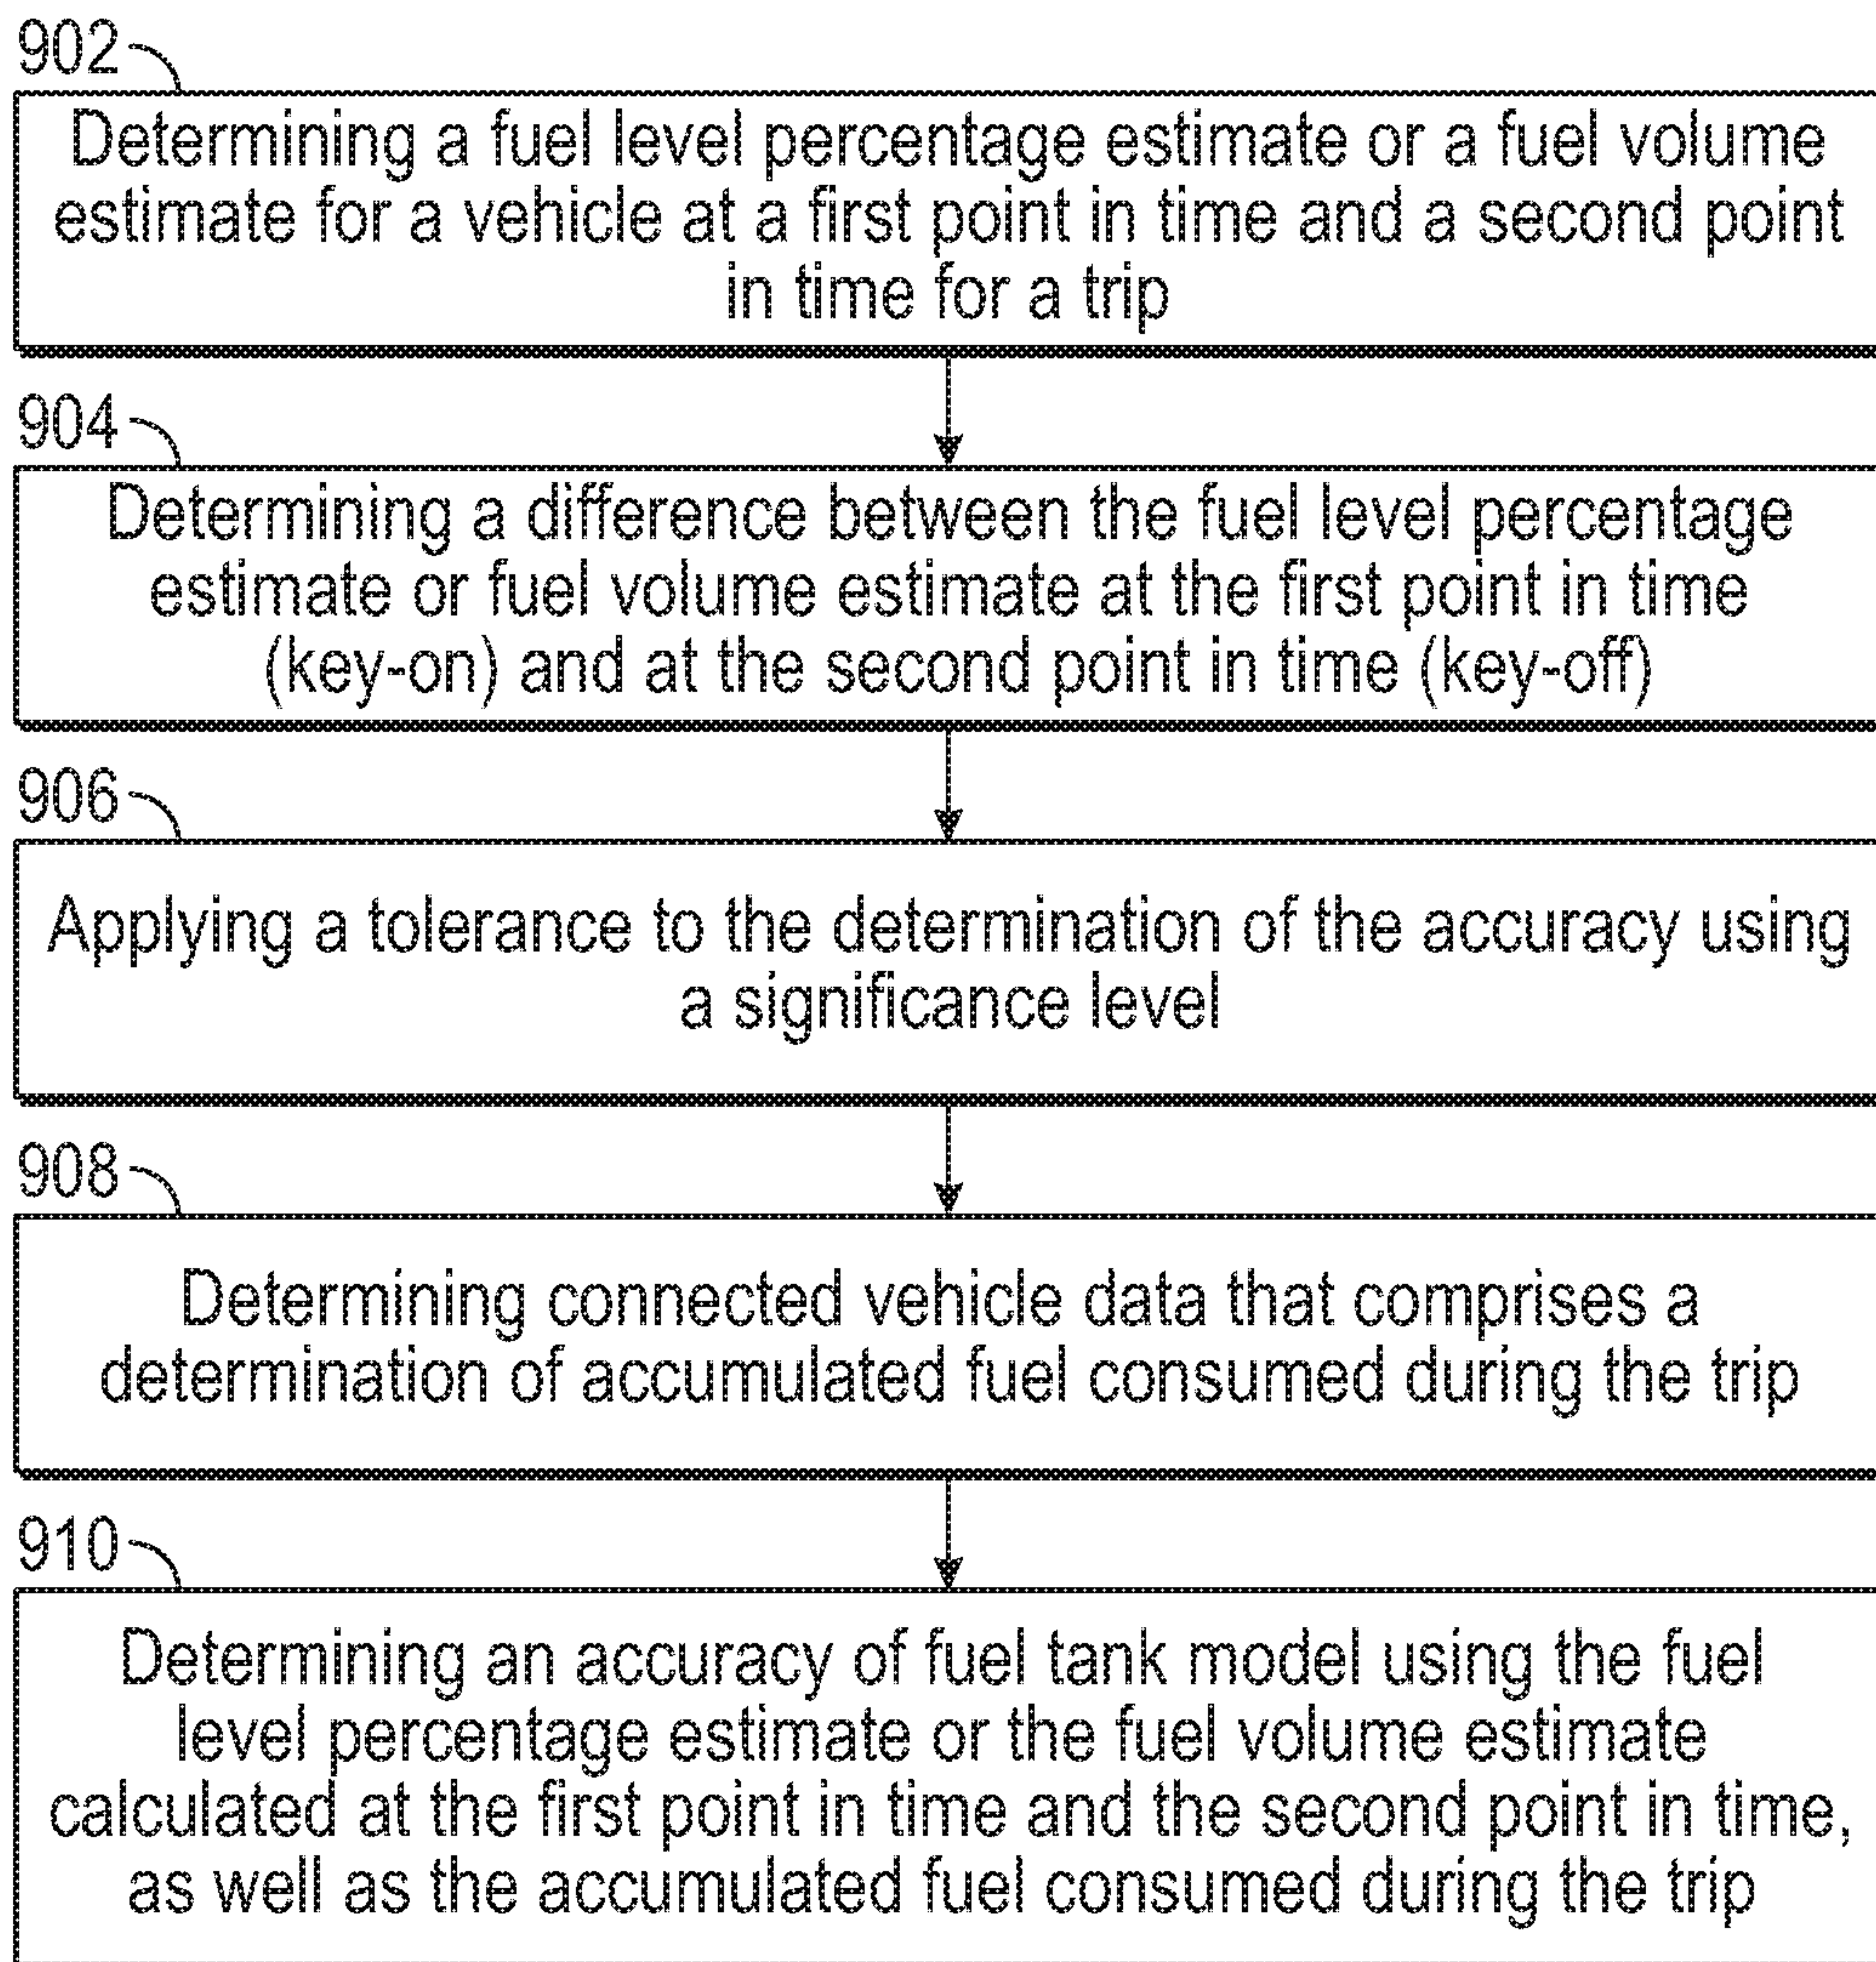 902
Determining a fuel level percentage estimate or a fuel volume
estimate for a vehicle at a first point in time and a second point
in time for a trip
904
Determining a difference between the fuel level percentage
estimate or fuel volume estimate at the first point in time
(key-on) and at the second point in time (key-off)
906
Applying a tolerance to the determination of the accuracy using
a significance level
908
Determining connected vehicle data that comprises a
determination of accumulated fuel consumed during the trip
910
Determining an accuracy of fuel tank model using the fuel
level percentage estimate or the fuel volume estimate
calculated at the first point in time and the second point in time,
as well as the accumulated fuel consumed during the trip